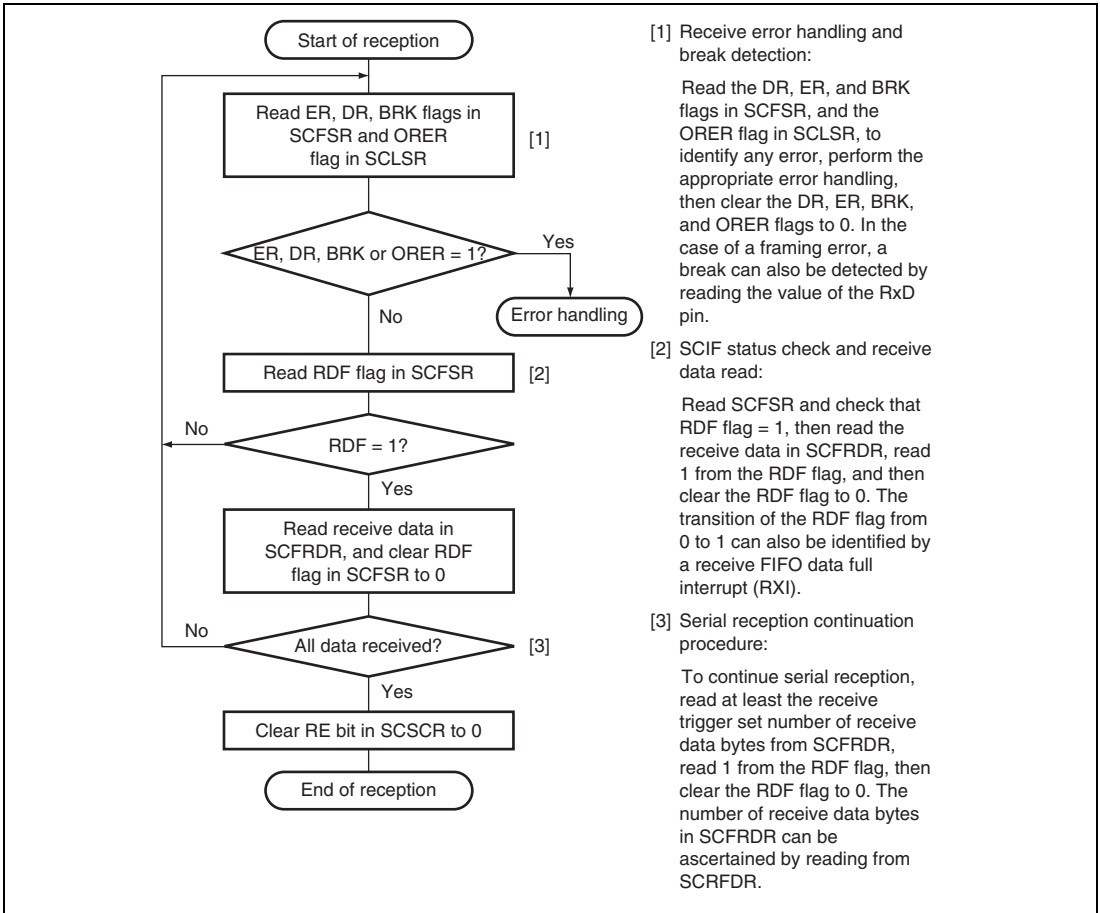 Start of reception
Read ER, DR, BRK flags in
SCFSR and ORER
flag in SCLSR
[1]
ER, DR, BRK or ORER = 1?
Yes
Error handling
No
Read RDF flag in SCFSR
[2]
No
RDF = 1?
Yes
Read receive data in
SCFRDR, and clear RDF
flag in SCFSR to 0
No
All data received?
[3]
Yes
Clear RE bit in SCSCR to 0
End of reception
[1] Receive error handling and
break detection:
Read the DR, ER, and BRK
flags in SCFSR, and the
ORER flag in SCLSR, to
identify any error, perform the
appropriate error handling,
then clear the DR, ER, BRK,
and ORER flags to 0. In the
case of a framing error, a
break can also be detected by
reading the value of the RxD
pin.
[2] SCIF status check and receive
data read:
Read SCFSR and check that
RDF flag = 1, then read the
receive data in SCFRDR, read
1 from the RDF flag, and then
clear the RDF flag to 0. The
transition of the RDF flag from
0 to 1 can also be identified by
a receive FIFO data full
interrupt (RXI).
[3] Serial reception continuation
procedure:
To continue serial reception,
read at least the receive
trigger set number of receive
data bytes from SCFRDR,
read 1 from the RDF flag, then
clear the RDF flag to 0. The
number of receive data bytes
in SCFRDR can be
ascertained by reading from
SCRFDR.